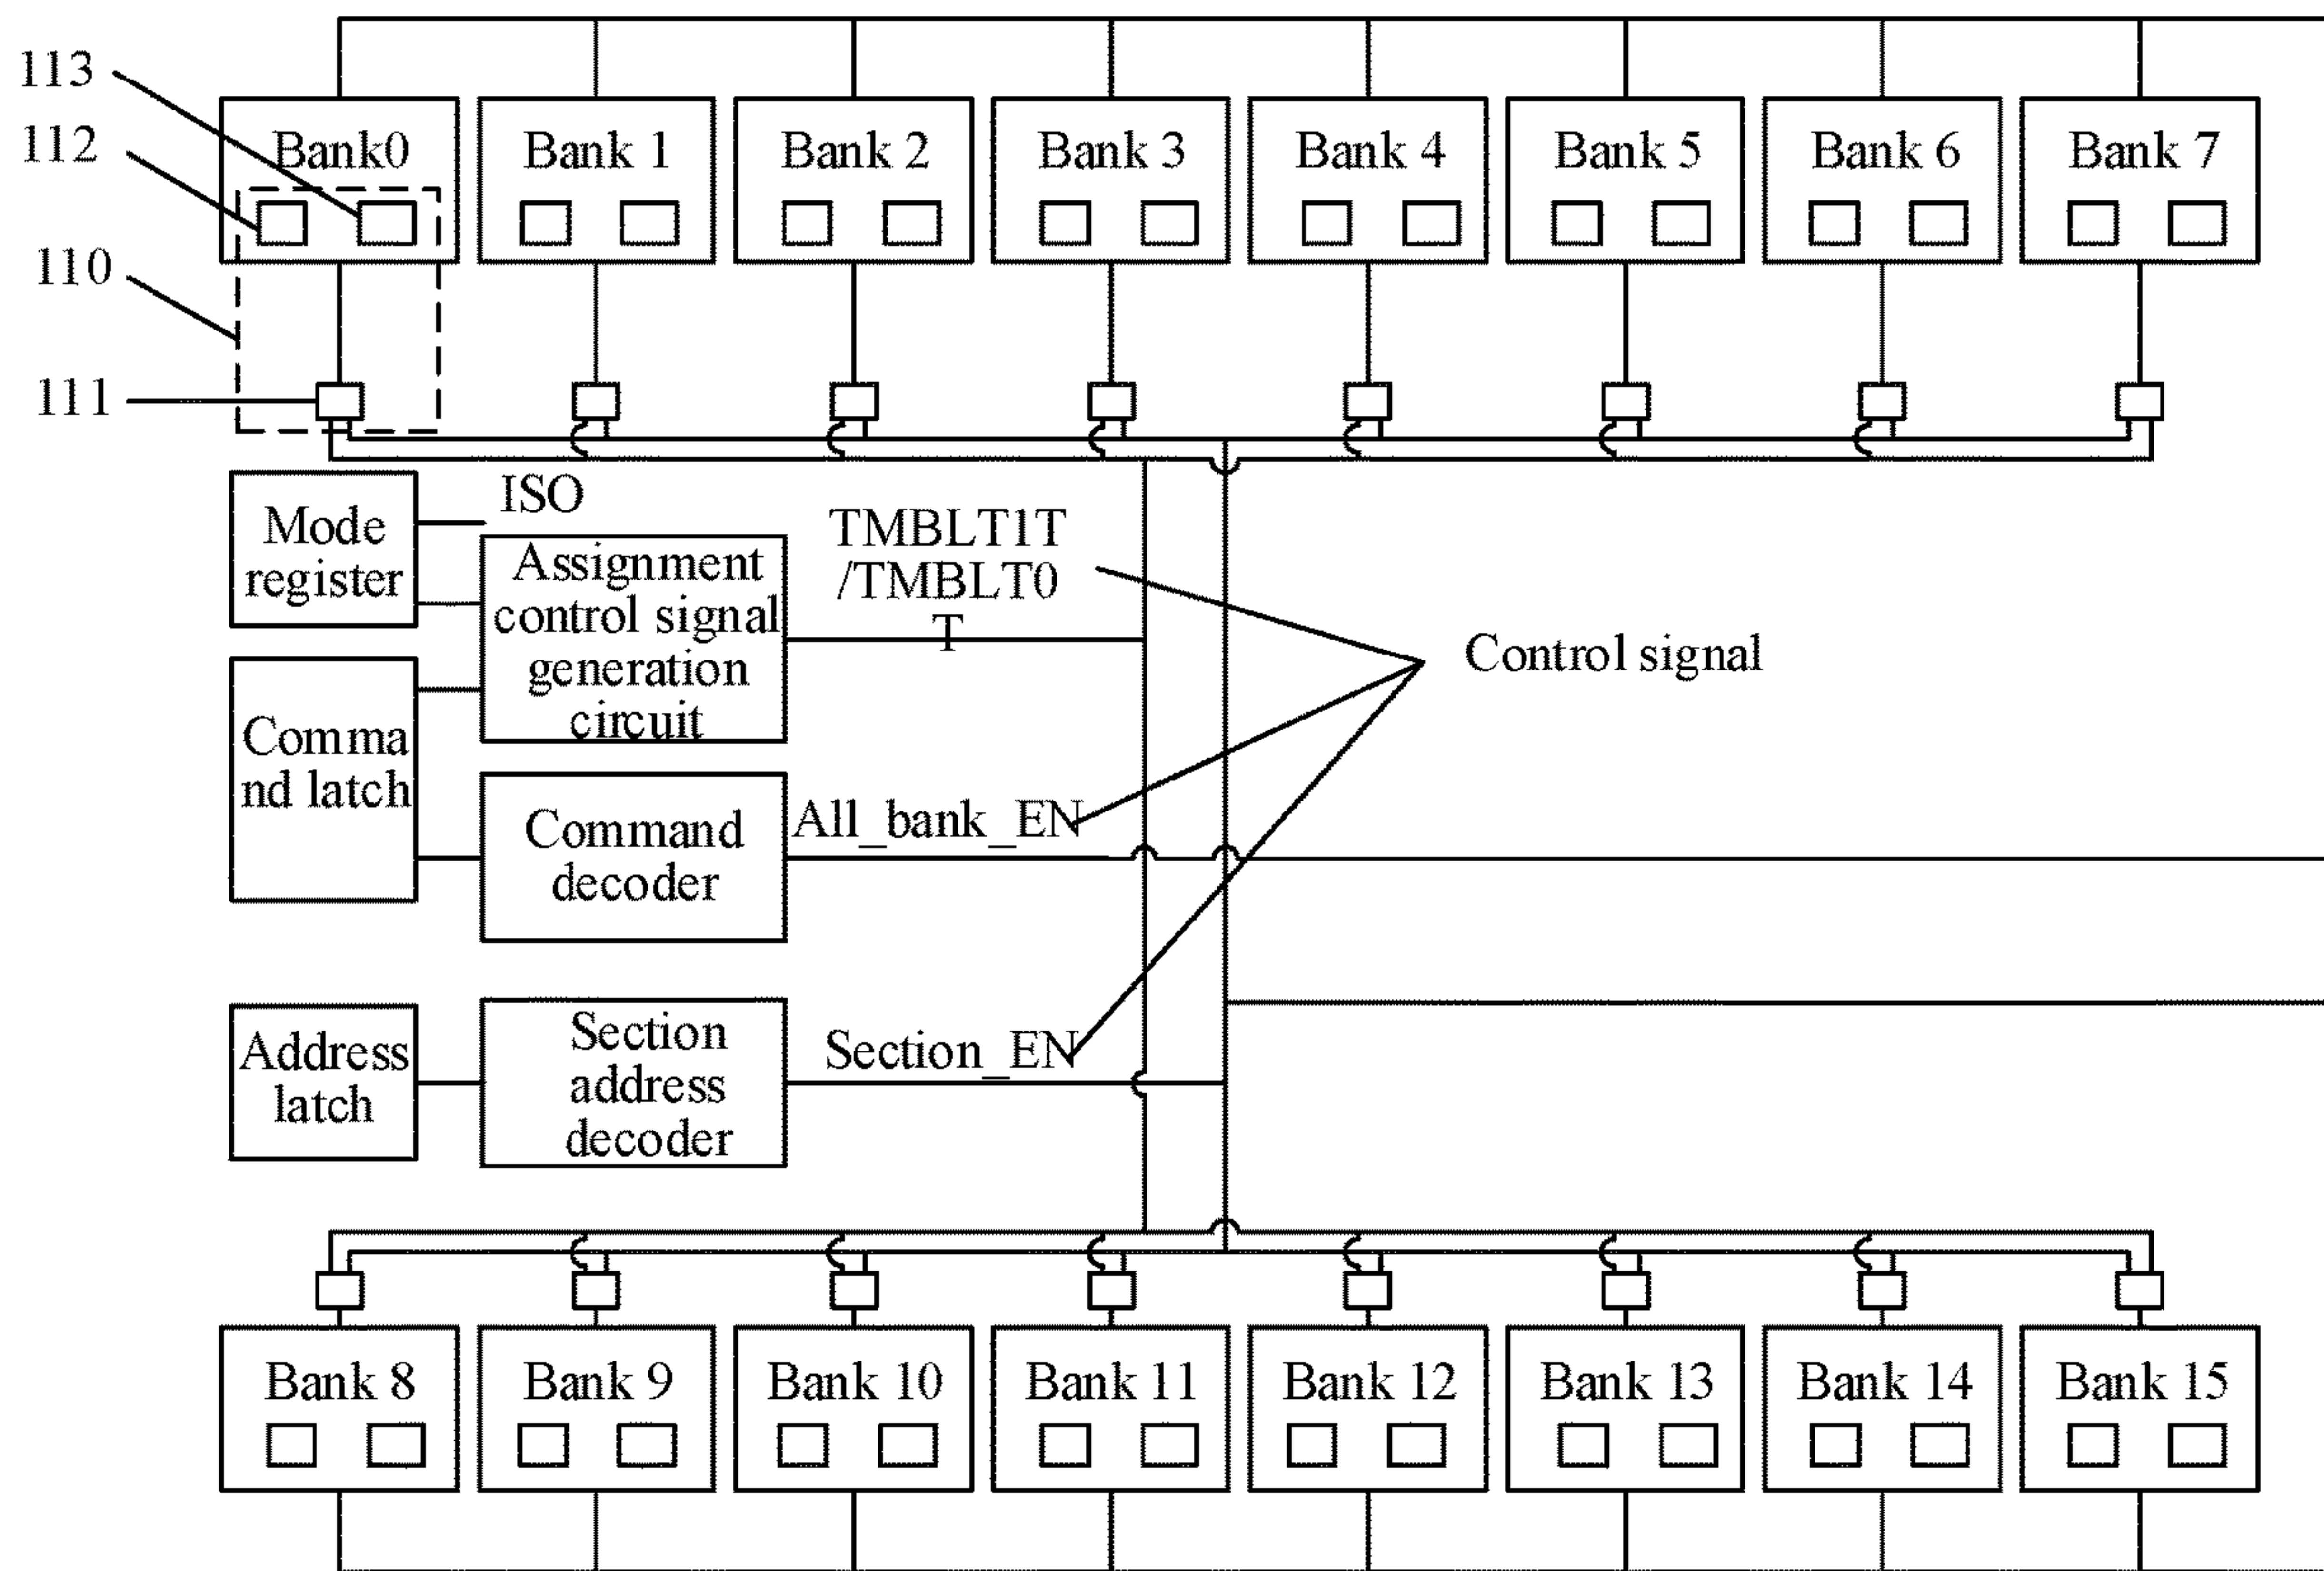 113
112
110
111
Bank0
Bank 1
Bank 2
Bank 3
Bank 4
Bank 5
Bank 6
Bank 7
Mode
register
ISO
Assignment
control signal
generation
circuit
TMBLT1T
/TMBLT0
T
Control signal
Comma
nd latch
Command
decoder
All_bank_EN
Address
latch
Section
address
decoder
Section_EN
Bank 8
Bank 9
Bank 10
Bank 11
Bank 12
Bank 13
Bank 14
Bank 15